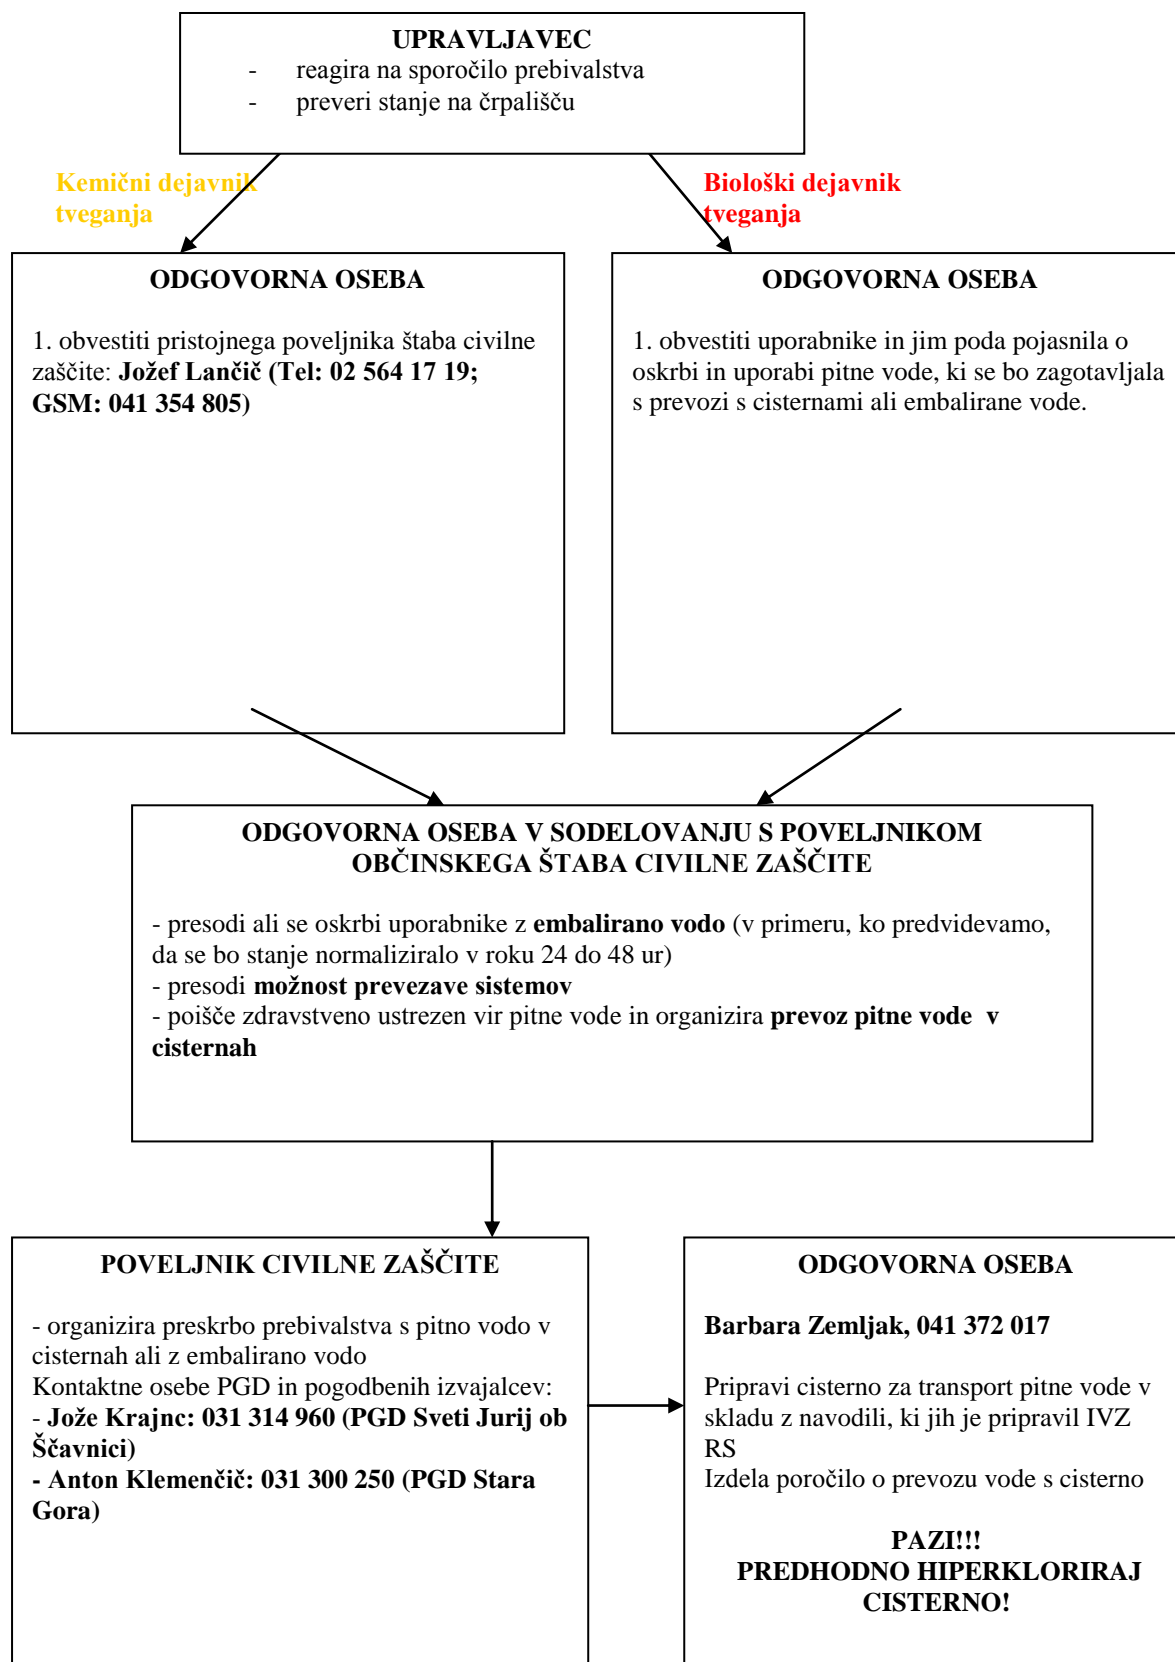 UPRAVLJAVEC
- reagira na sporočilo prebivalstva
- preveri stanje na črpališču
Kemični dejavnik
tveganja
Biološki dejavnik
tveganja
ODGOVORNA OSEBA
1. obvestiti pristojnega poveljnika štaba civilne
zaščite: Jožef Lančič (Tel: 02 564 17 19;
GSM: 041 354 805)
ODGOVORNA OSEBA
1. obvestiti uporabnike in jim poda pojasnila o
oskrbi in uporabi pitne vode, ki se bo zagotavljala
s prevozi s cisternami ali embalirane vode.
ODGOVORNA OSEBA V SODELOVANJU S POVELJNIKOM
OBČINSKEGA ŠTABA CIVILNE ZAŠČITE
- presodi ali se oskrbi uporabnike z embalirano vodo (v primeru, ko predvidevamo,
da se bo stanje normaliziralo v roku 24 do 48 ur)
- presodi možnost prevezave sistemov
- poišče zdravstveno ustrezen vir pitne vode in organizira prevoz pitne vode v
cisternah
POVELJNIK CIVILNE ZAŠČITE
- organizira preskrbo prebivalstva s pitno vodo v
cisternah ali z embalirano vodo
Kontaktne osebe PGD in pogodbenih izvajalcev:
- Jože Krajnc: 031 314 960 (PGD Sveti Jurij ob
Ščavnici)
- Anton Klemenčič: 031 300 250 (PGD Stara
Gora)
ODGOVORNA OSEBA
Barbara Zemljak, 041 372 017
Pripravi cisterno za transport pitne vode v
skladu z navodili, ki jih je pripravil IVZ
RS
Izdela poročilo o prevozu vode s cisterno
PAZI!!!
PREDHODNO HIPERKLORIRAJ
CISTERNO!